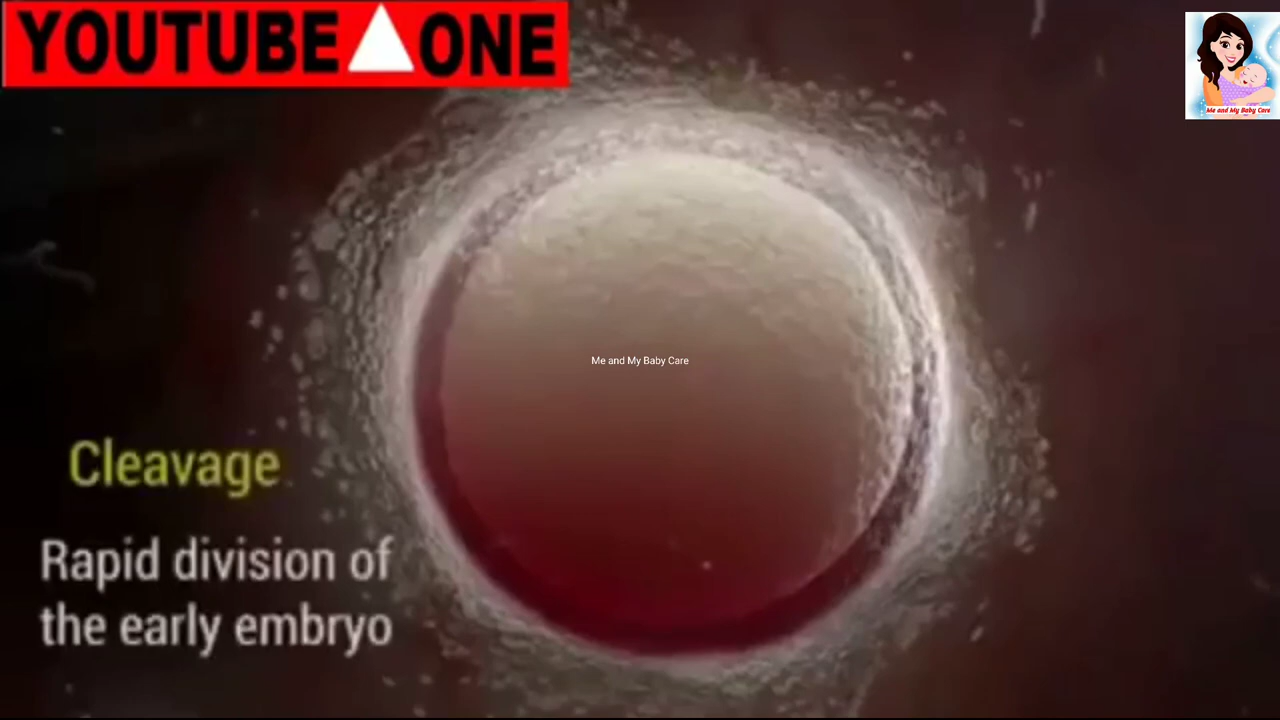 YOUTUBE ONE
Me and My Baby Care
Me and My Baby Care
Cleavage
Rapid division of
the early embryo